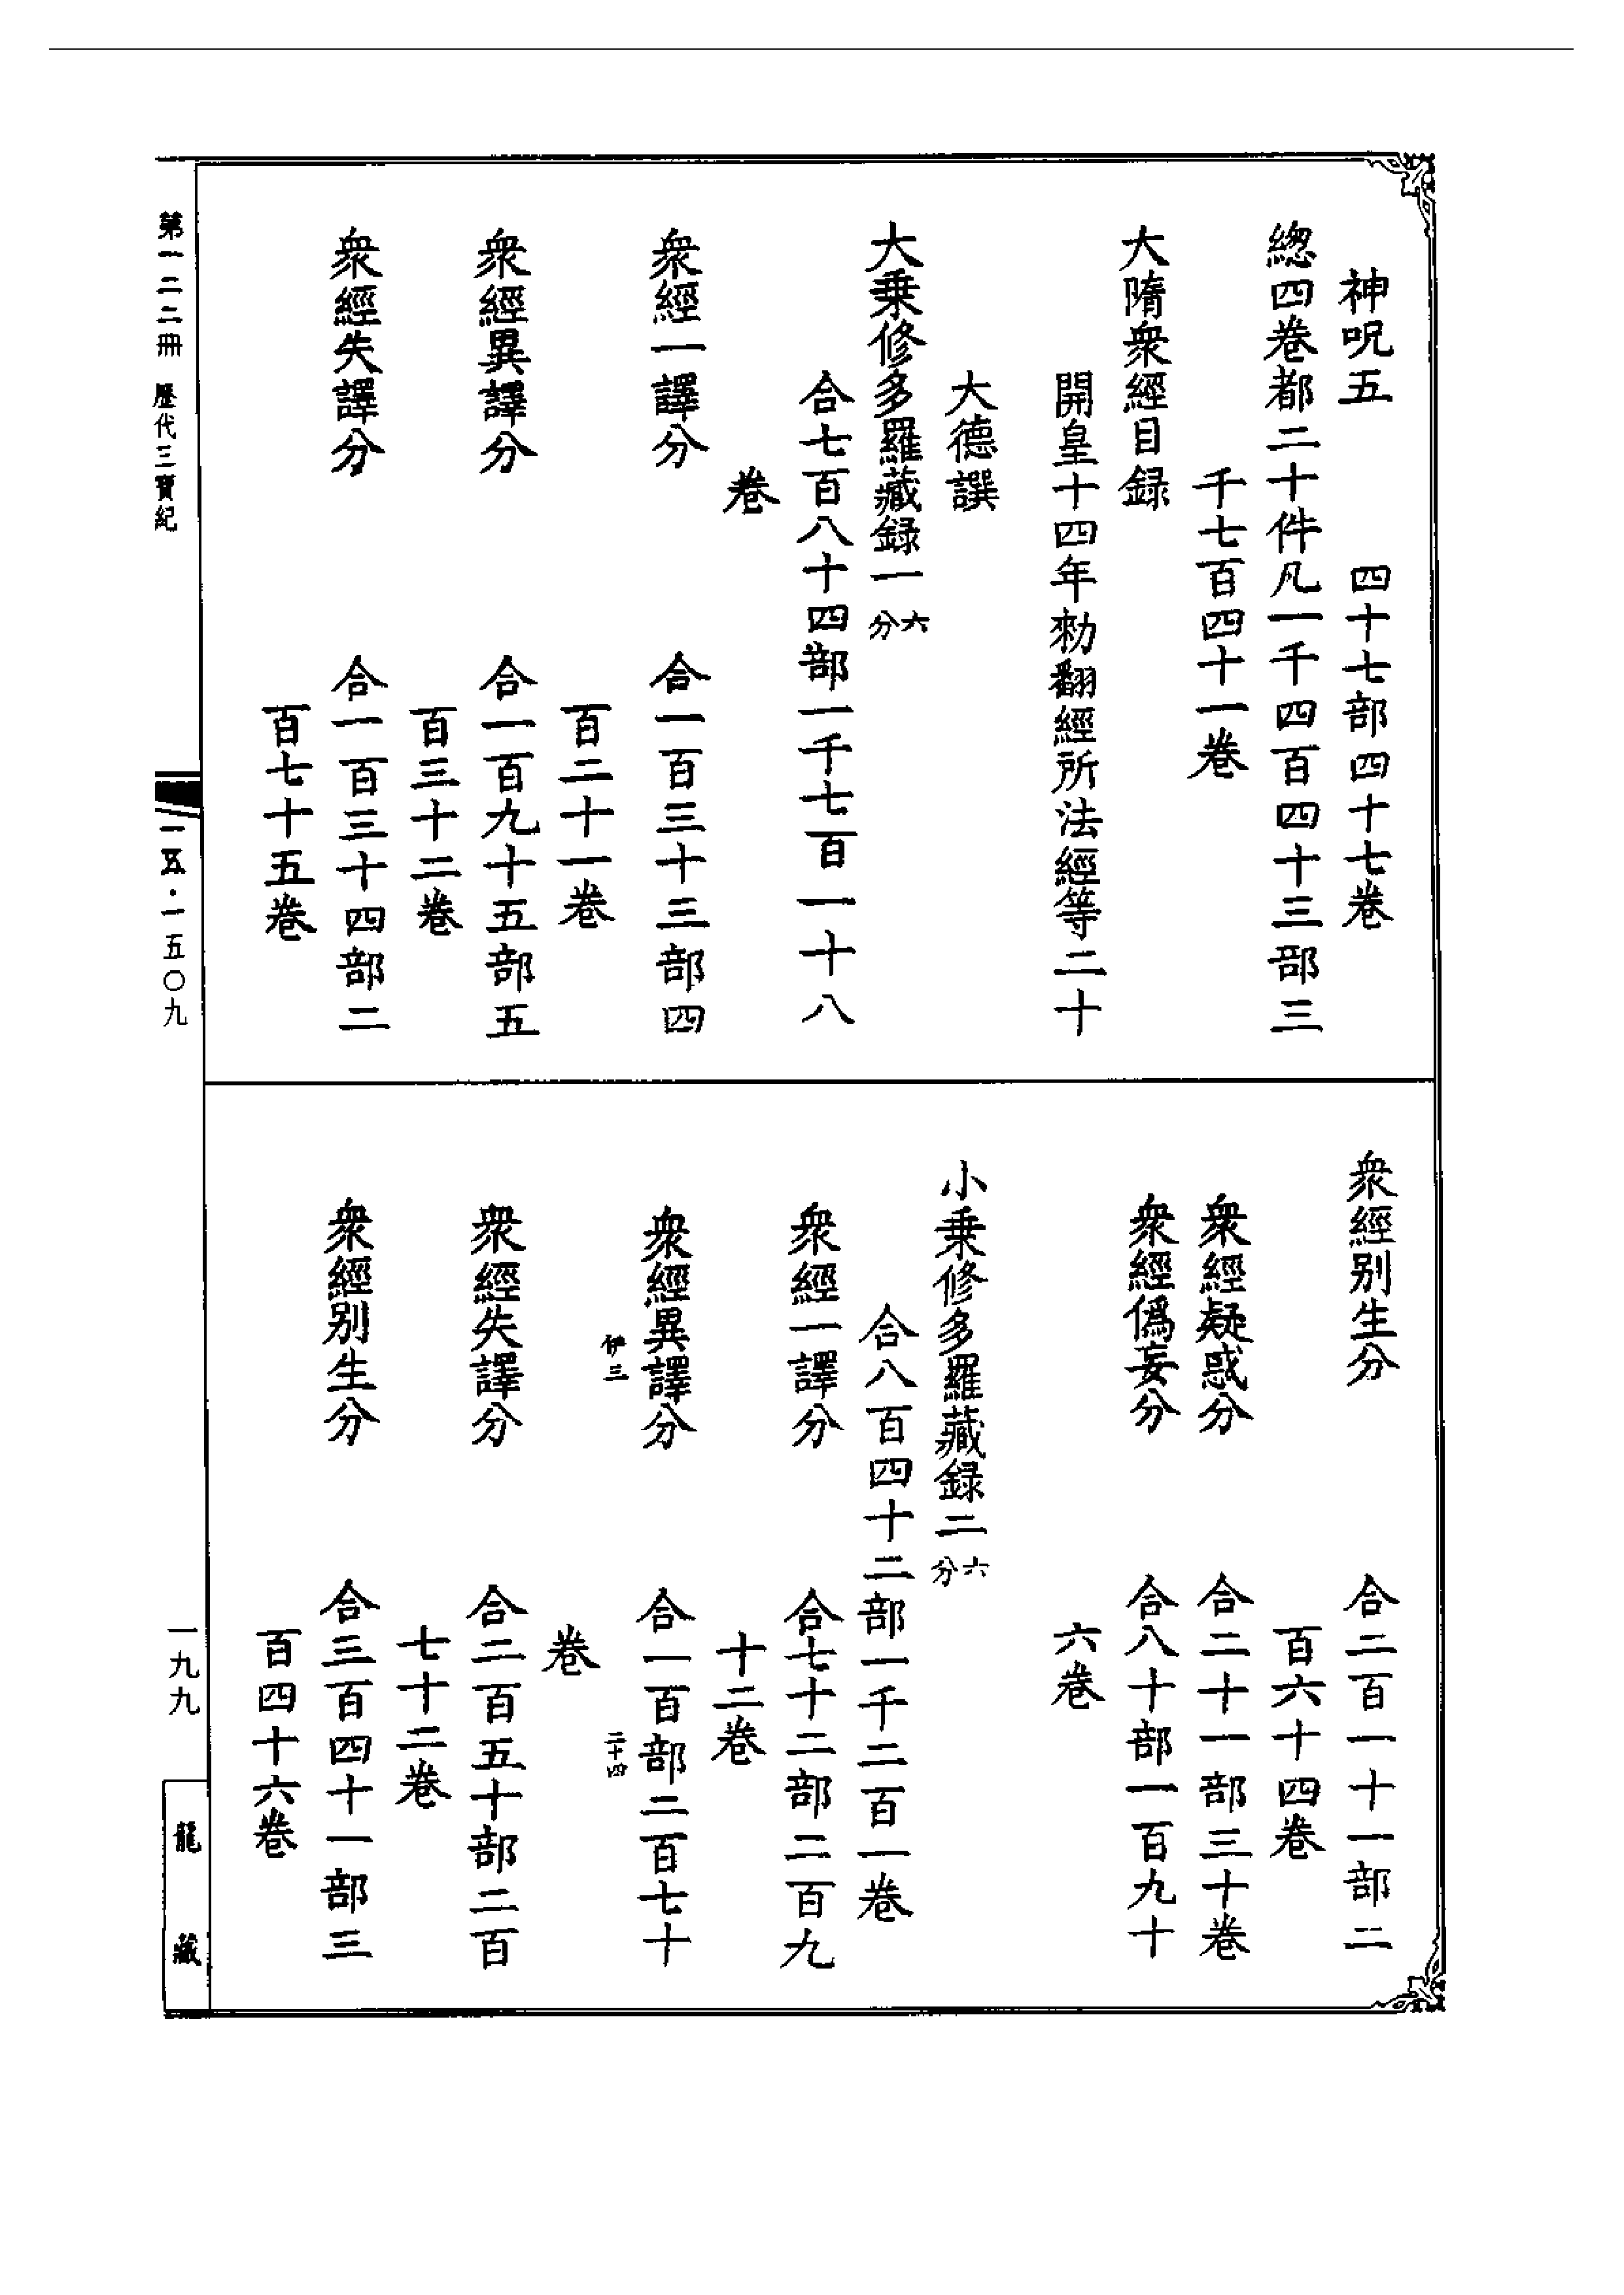 神呪五　四十七部四十七卷
總四卷都二十件凡一千四百四十三部三
千七百四十一卷
大隋衆經目録
開皇十四年勑翻經所法經等二十
大德譔
大乗修多羅藏録一六分
合七百八十四部一千七百一十八
卷
衆經一譯分　合一百三十三部四
百二十一卷
衆經異譯分　合一百九十五部五
百三十二卷
衆經失譯分　合一百三十四部二
百七十五卷
衆經别生分　合二百一十一部二
百六十四卷
衆經疑惑分　合二十一部三十卷
衆經僞妄分　合八十部一百九十
六卷
小乗修多羅藏録二六分
合八百四十二部一千二百一卷
衆經一譯分　合七十二部二百九
十二卷
衆經異譯分　合一百部二百七十
伊三　二十四
卷
衆經失譯分　合二百五十部二百
七十二卷
衆經别生分　合三百四十一部三
百四十六卷
第一二二冊　歷代三寶紀
一一五·一五〇九
一九九
龍藏